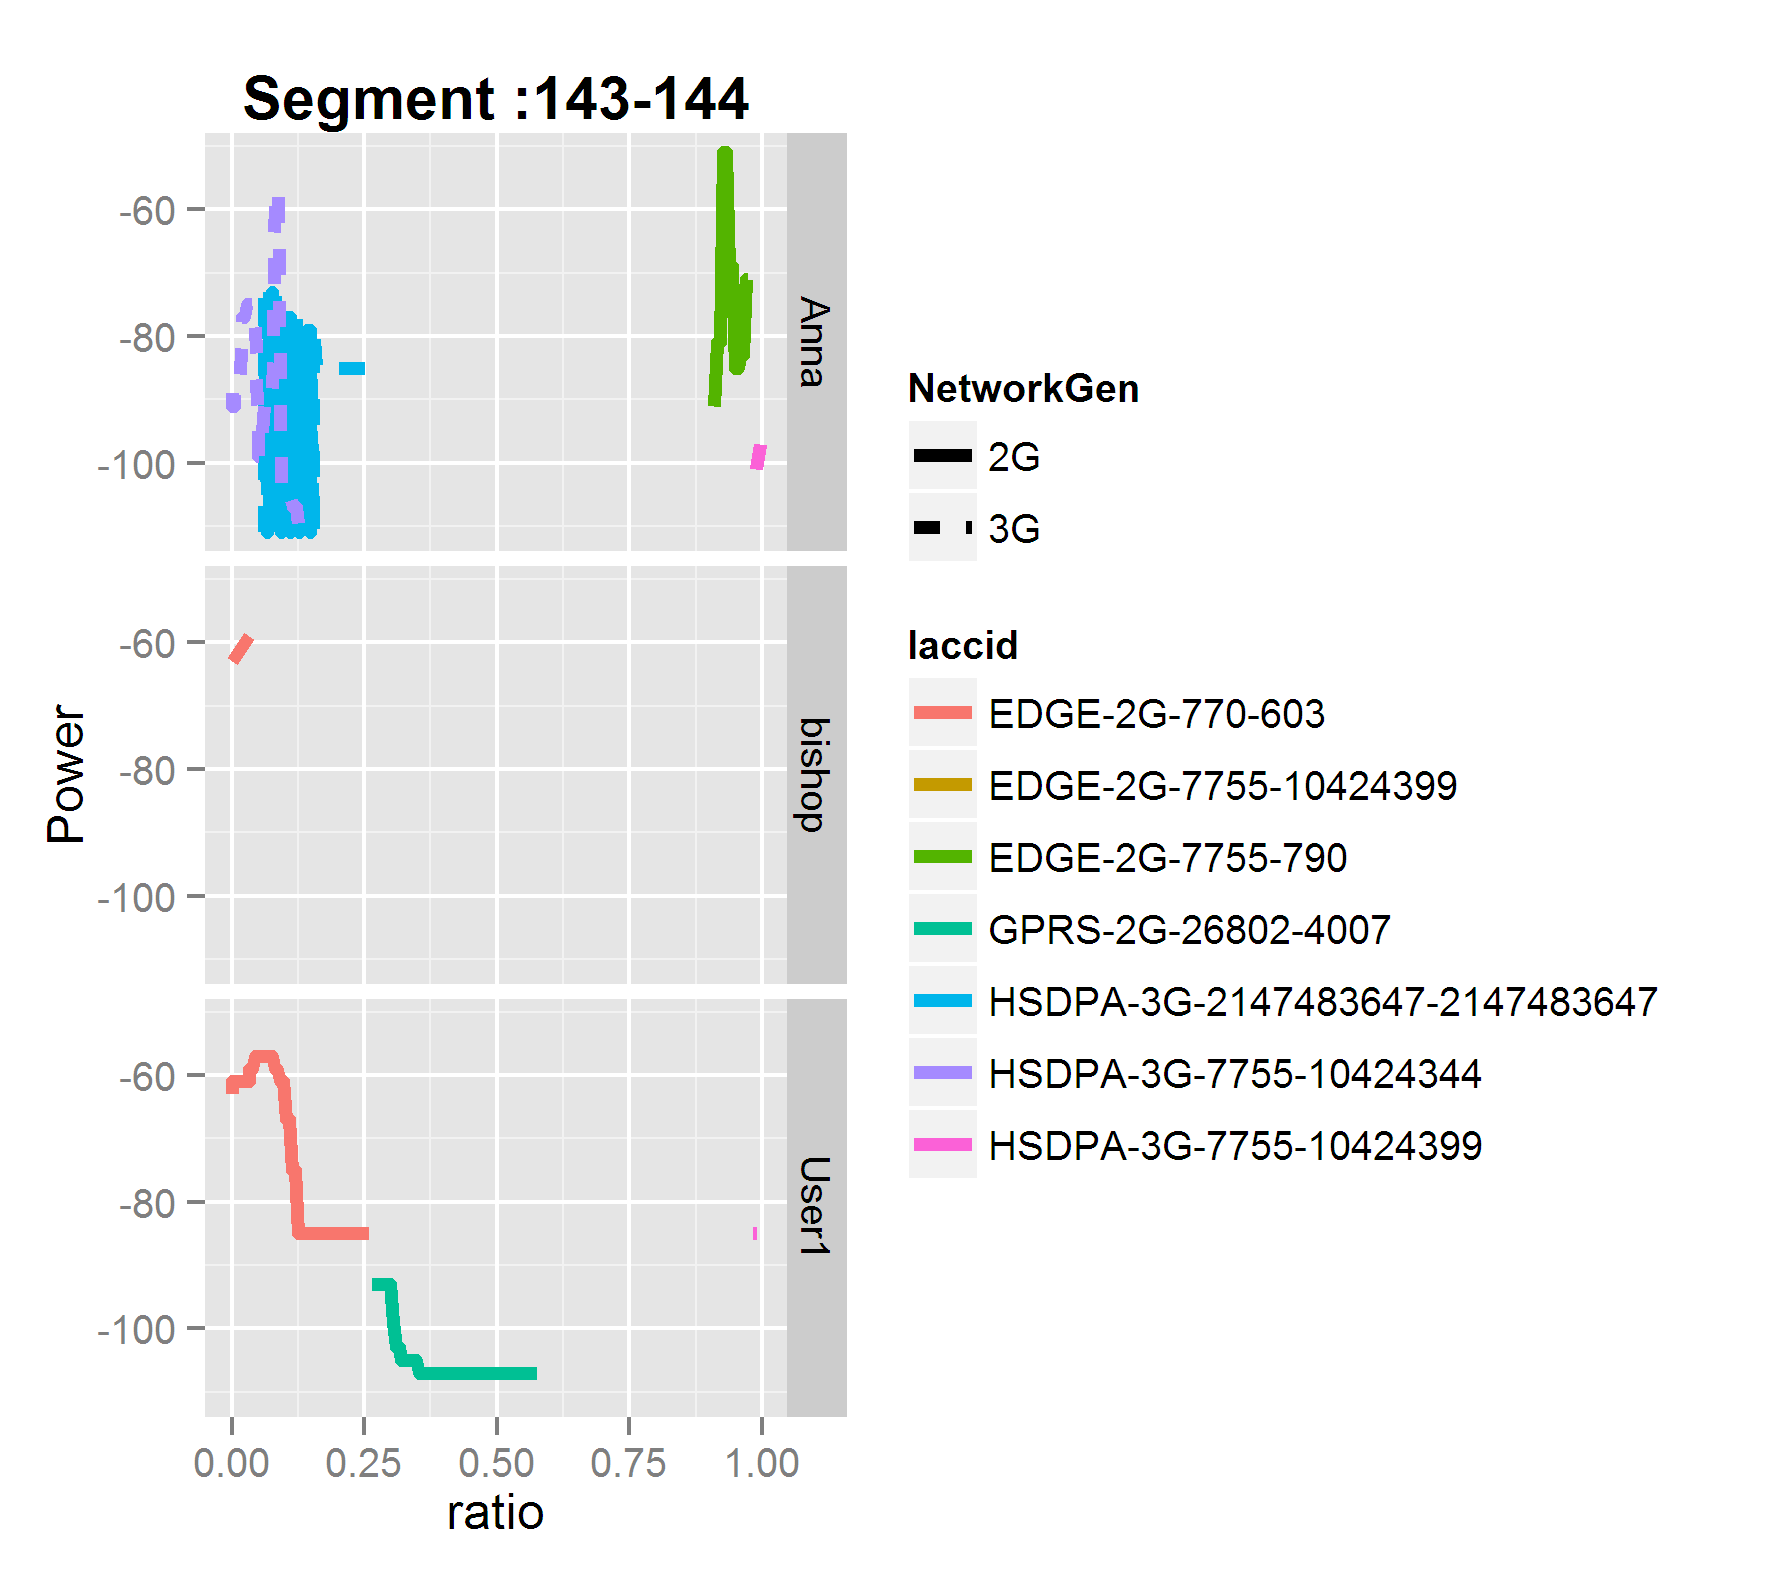 Segment :143-144
-60
-80
-100
Anna
-60
-80
-100
bishop
-60
-80
-100
User1
Power
0.00 0.25 0.50 0.75 1.00
ratio
NetworkGen
2G
3G
laccid
EDGE-2G-770-603
EDGE-2G-7755-10424399
EDGE-2G-7755-790
GPRS-2G-26802-4007
HSDPA-3G-2147483647-2147483647
HSDPA-3G-7755-10424344
HSDPA-3G-7755-10424399